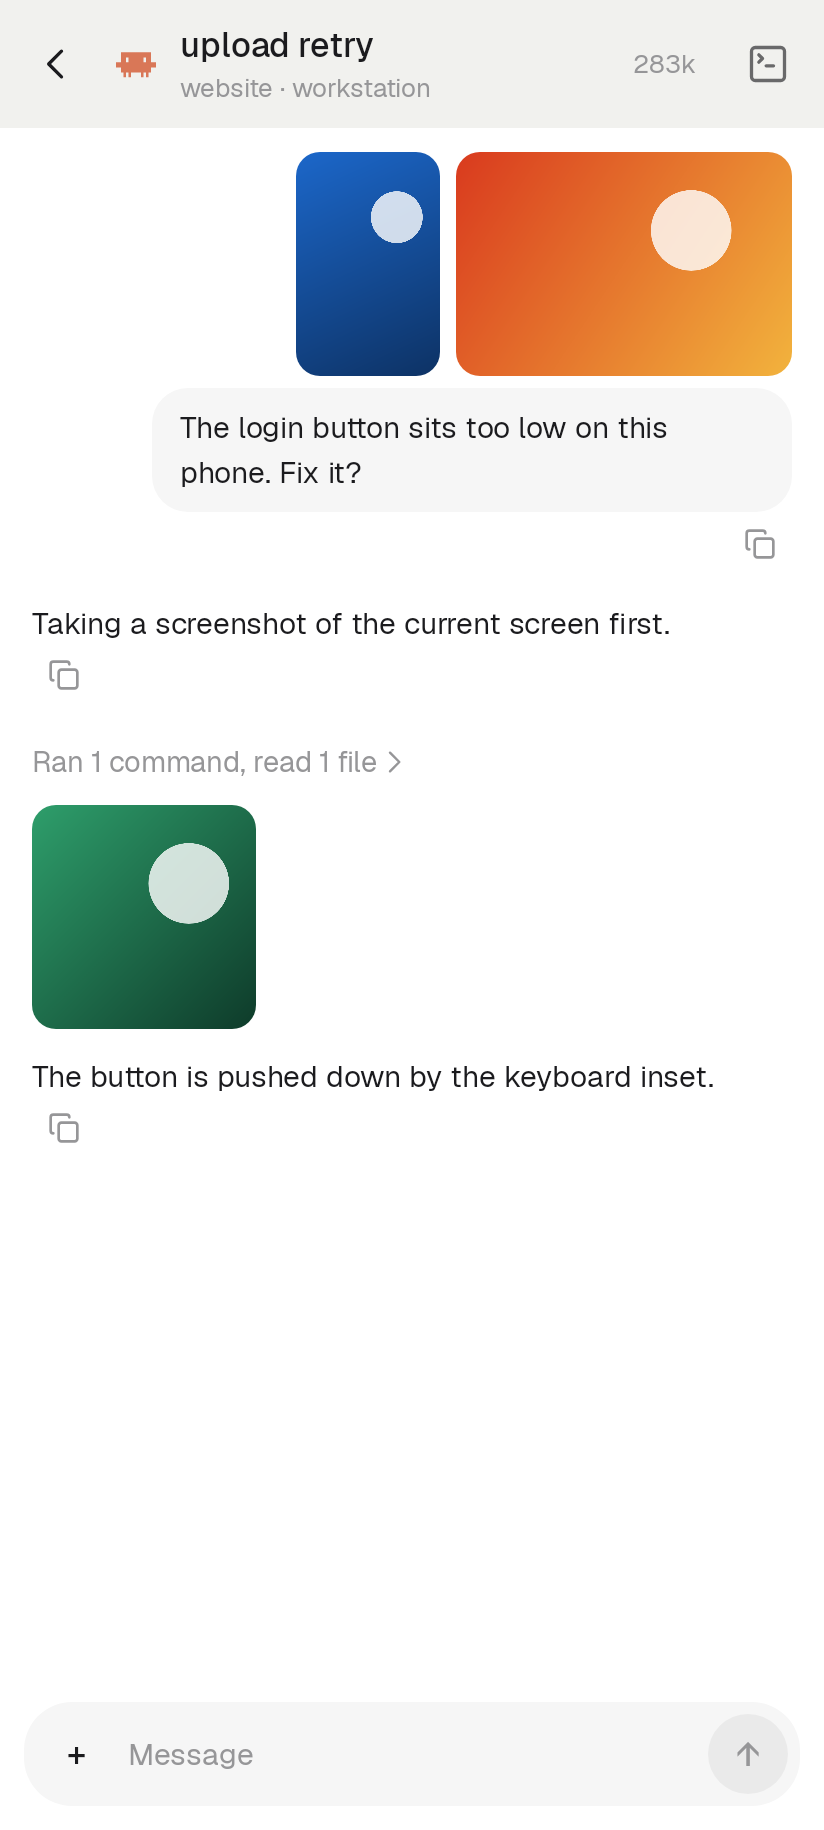 upload retry
website · workstation
283k
The login button sits too low on this
phone. Fix it?
Taking a screenshot of the current screen first.
Ran 1 command, read 1 file
The button is pushed down by the keyboard inset.
+ Message